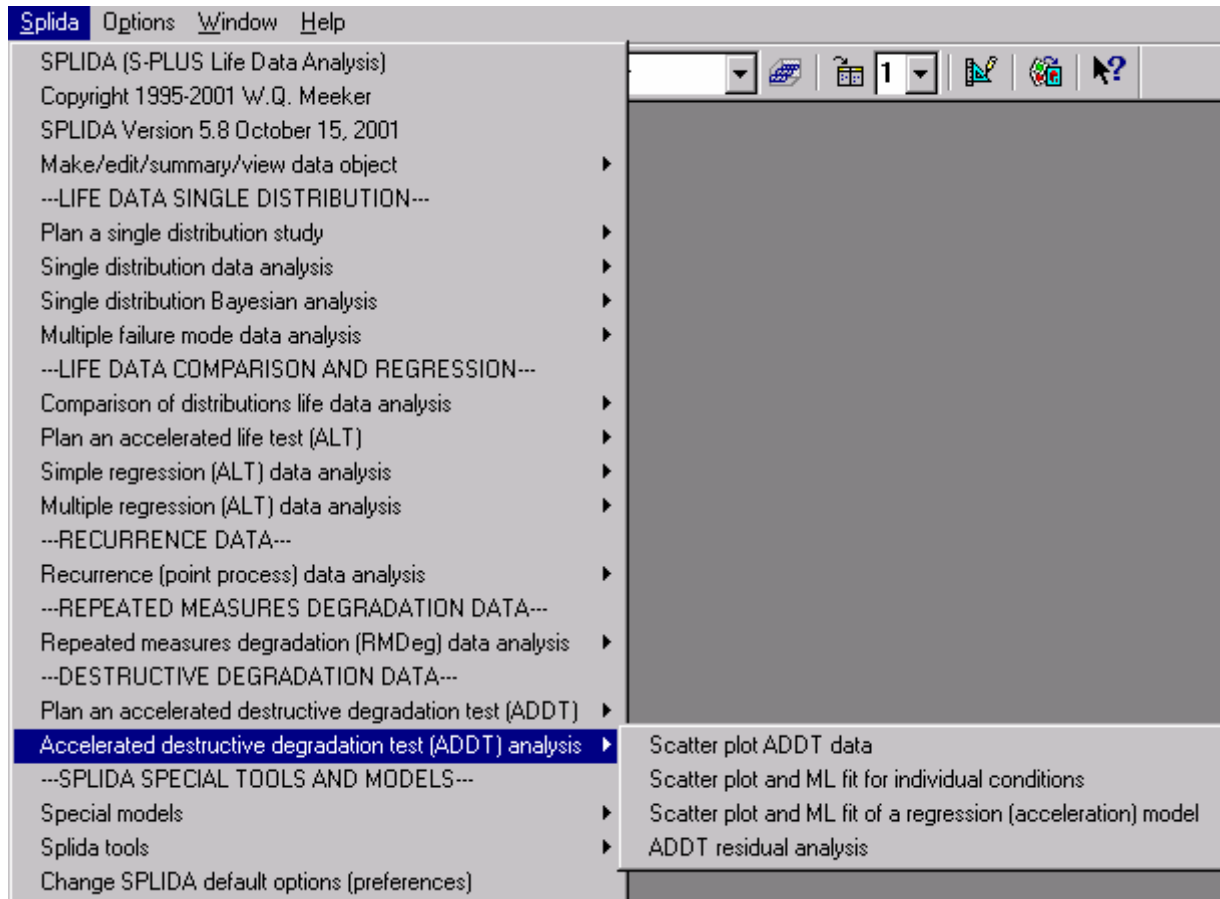 Splida Options Window Help
1
SPLIDA (S-PLUS Life Data Analysis)
Copyright 1995-2001 W.Q. Meeker
SPLIDA Version 5.8 October 15, 2001
Make/edit/summary/view data object
---LIFE DATA SINGLE DISTRIBUTION---
Plan a single distribution study
Single distribution data analysis
Single distribution Bayesian analysis
Multiple failure mode data analysis
---LIFE DATA COMPARISON AND REGRESSION---
Comparison of distributions life data analysis
Plan an accelerated life test (ALT)
Simple regression (ALT) data analysis
Multiple regression (ALT) data analysis
---RECURRENCE DATA---
Recurrence (point process) data analysis
---REPEATED MEASURES DEGRADATION DATA---
Repeated measures degradation (RMDeg) data analysis
---DESTRUCTIVE DEGRADATION DATA---
Plan an accelerated destructive degradation test (ADDT)
Accelerated destructive degradation test (ADDT) analysis
---SPLIDA SPECIAL TOOLS AND MODELS---
Special models
Splida tools
Change SPLIDA default options (preferences)
Scatter plot ADDT data
Scatter plot and ML fit for individual conditions
Scatter plot and ML fit of a regression (acceleration) model
ADDT residual analysis